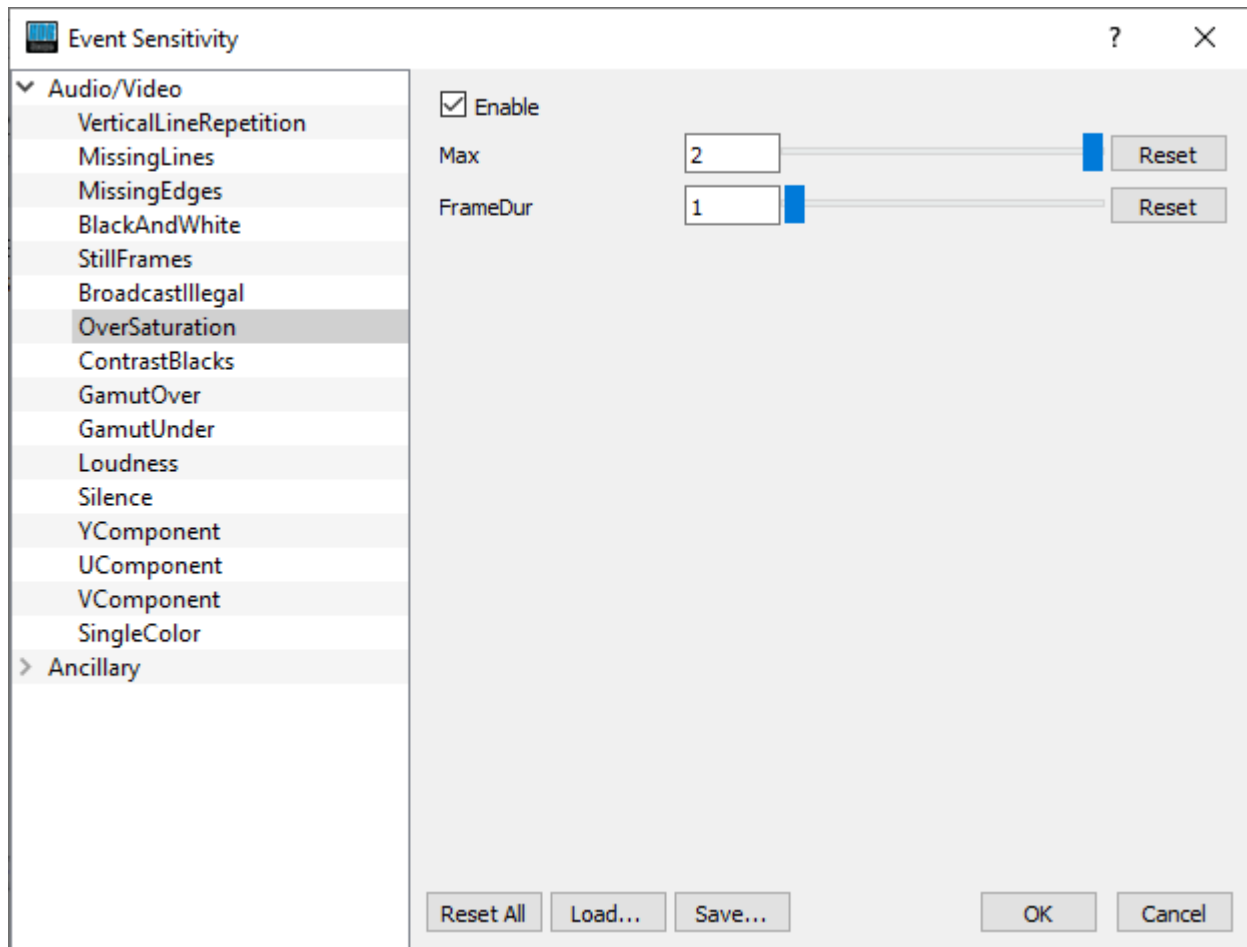 Event Sensitivity
Audio/Video
VerticalLineRepetition
MissingLines
MissingEdges
BlackAndWhite
StillFrames
BroadcastIllegal
OverSaturation
ContrastBlacks
GamutOver
GamutUnder
Loudness
Silence
YComponent
UComponent
VComponent
SingleColor
Ancillary
Enable
Max 2 Reset
FrameDur 1 Reset
Reset All Load... Save... OK Cancel